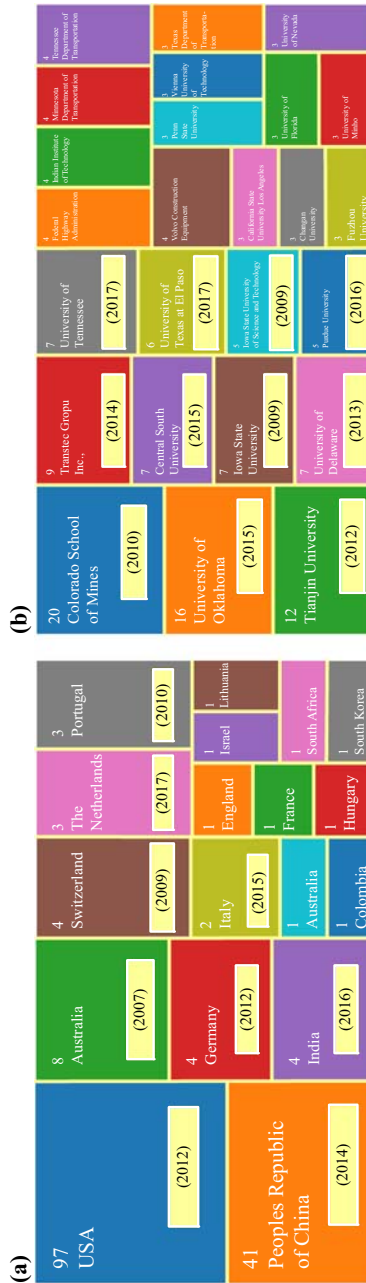 (a)
97
USA
(2012)
41
Peoples Republic
of China
(2014)
8
Australia
(2007)
4
Germany
(2012)
4
India
(2016)
4
Switzerland
(2009)
3
The
Netherlands
(2017)
3
Portugal
(2010)
2
Italy
(2015)
1
Australia
1
Colombia
1
England
1
France
1
Hungary
1
Israel
1
Lithuania
1
South Africa
1
South Korea
(b)
20
Colorado School
of Mines
(2010)
16
University of
Oklahoma
(2015)
12
Tianjin University
(2012)
9
Transtec Gropu
Inc.,
(2014)
7
Central South
University
(2015)
7
Iowa State
University
(2009)
7
University of
Delaware
(2013)
7
University of
Tennessee
(2017)
6
University of
Texas at El Paso
(2017)
5
Iowa State University
of Science and Technology
(2009)
5
Purdue University
(2016)
4
Federal
Highway
Administration
4
Indian Institute
of Technology
4
Minnesota
Department of
Transportation
4
Tennessee
Department of
Transportation
4
Volvo Construction
Equipment
3
California State
University Los Angeles
3
Changan
University
3
Fuzhou
University
3
Penn
State
University
3
Vienna
University
of
Technology
3
Texas
Department
of
Transporta-
tion
3
University of
Florida
3
University of
Minho
3
University
of Nevada